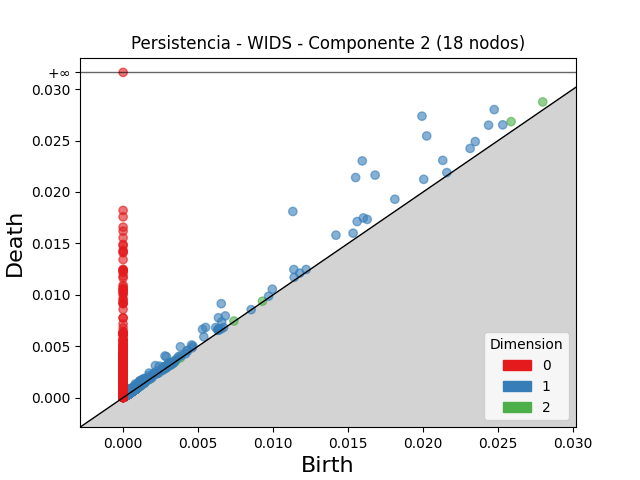 Persistencia - WIDS - Componente 2 (18 nodos)
+∞
0.030
0.025
0.020
0.015
0.010
0.005
0.000
Death
Dimension
0
1
2
0.000 0.005 0.010 0.015 0.020 0.025 0.030
Birth